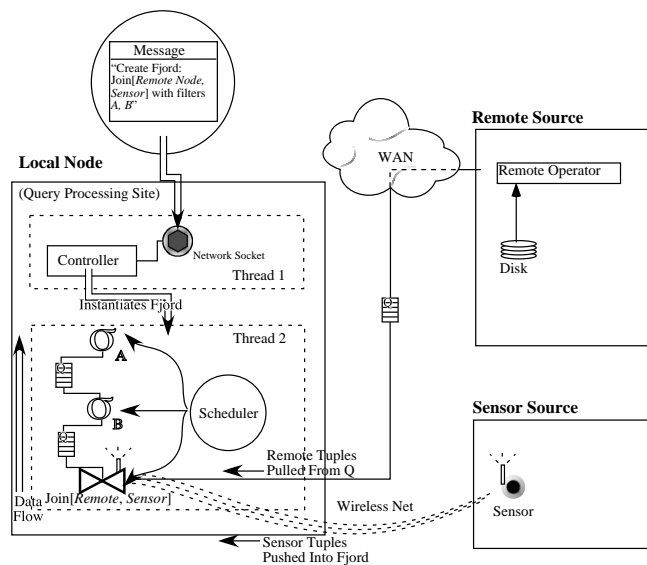 Message
“Create Fjord:
Join[Remote Node,
Sensor] with filters
A, B”
Local Node
(Query Processing Site)
Controller
Network Socket
Thread 1
Instantiates Fjord
Thread 2
σ
A
Q
σ
B
Q
Scheduler
Join[Remote, Sensor]
Data
Flow
Remote Tuples
Pulled From Q
Sensor Tuples
Pushed Into Fjord
WAN
Q
Wireless Net
Remote Source
Remote Operator
Disk
Sensor Source
Sensor